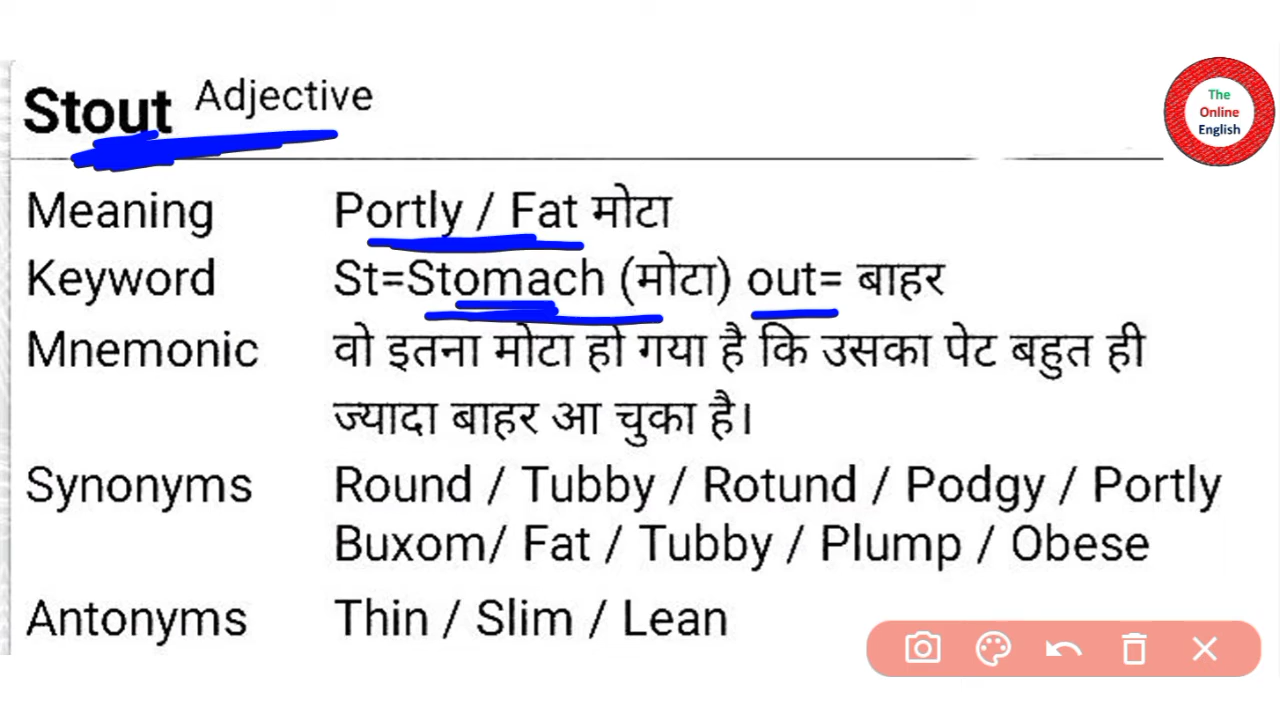 Stout Adjective
The
Online
English
Meaning Portly / Fat मोटा
Keyword St=Stomach (मोटा) out= बाहर
Mnemonic वो इतना मोटा हो गया है कि उसका पेट बहुत ही
ज्यादा बाहर आ चुका है।
Synonyms Round / Tubby / Rotund / Podgy / Portly
Buxom/ Fat / Tubby / Plump / Obese
Antonyms Thin / Slim / Lean